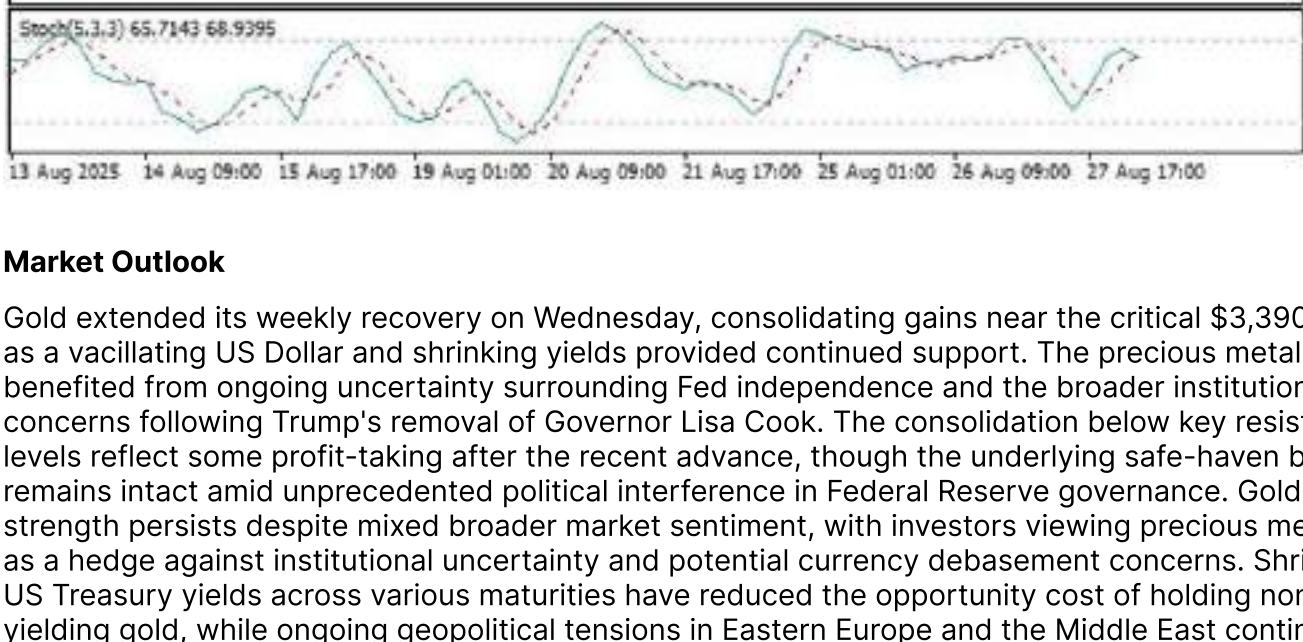 Stoch(5,3,3) 65.7143 68.9395
13 Aug 2025 14 Aug 09:00 15 Aug 17:00 19 Aug 01:00 20 Aug 09:00 21 Aug 17:00 25 Aug 01:00 26 Aug 09:00 27 Aug 17:00
Market Outlook
Gold extended its weekly recovery on Wednesday, consolidating gains near the critical $3,390
as a vacillating US Dollar and shrinking yields provided continued support. The precious metal
benefited from ongoing uncertainty surrounding Fed independence and the broader institution
concerns following Trump's removal of Governor Lisa Cook. The consolidation below key resist
levels reflect some profit-taking after the recent advance, though the underlying safe-haven b
remains intact amid unprecedented political interference in Federal Reserve governance. Gold
strength persists despite mixed broader market sentiment, with investors viewing precious me
as a hedge against institutional uncertainty and potential currency debasement concerns. Shri
US Treasury yields across various maturities have reduced the opportunity cost of holding non
yielding gold, while ongoing geopolitical tensions in Eastern Europe and the Middle East contin